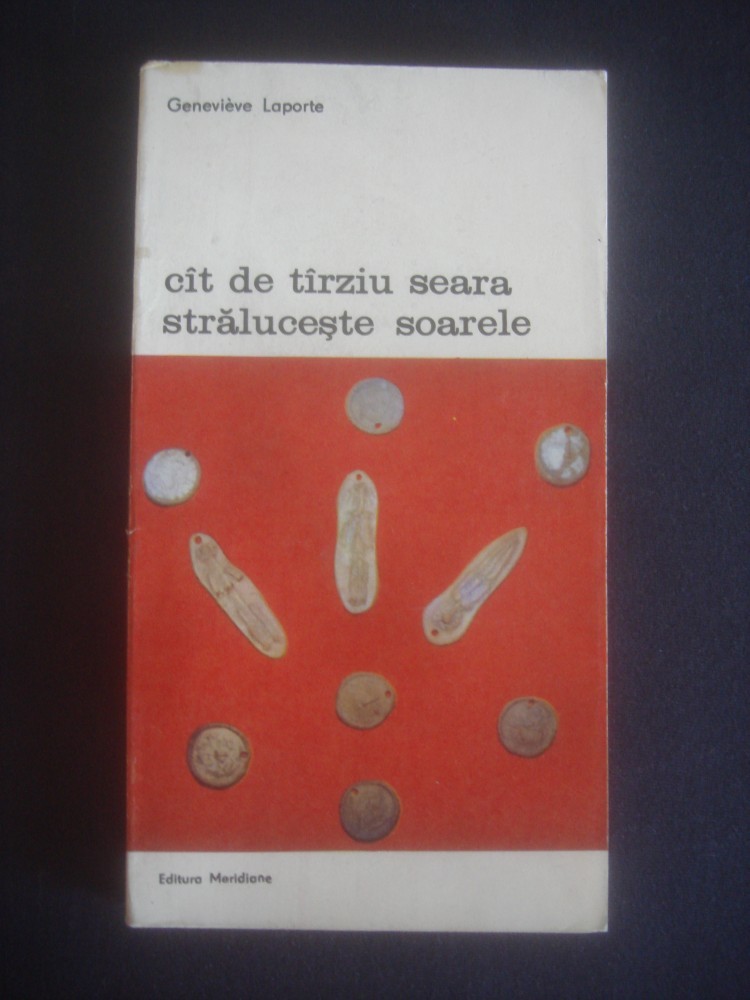 Geneviève Laporte
cît de tîrziu seara
strălucește soarele
Editura Meridiane